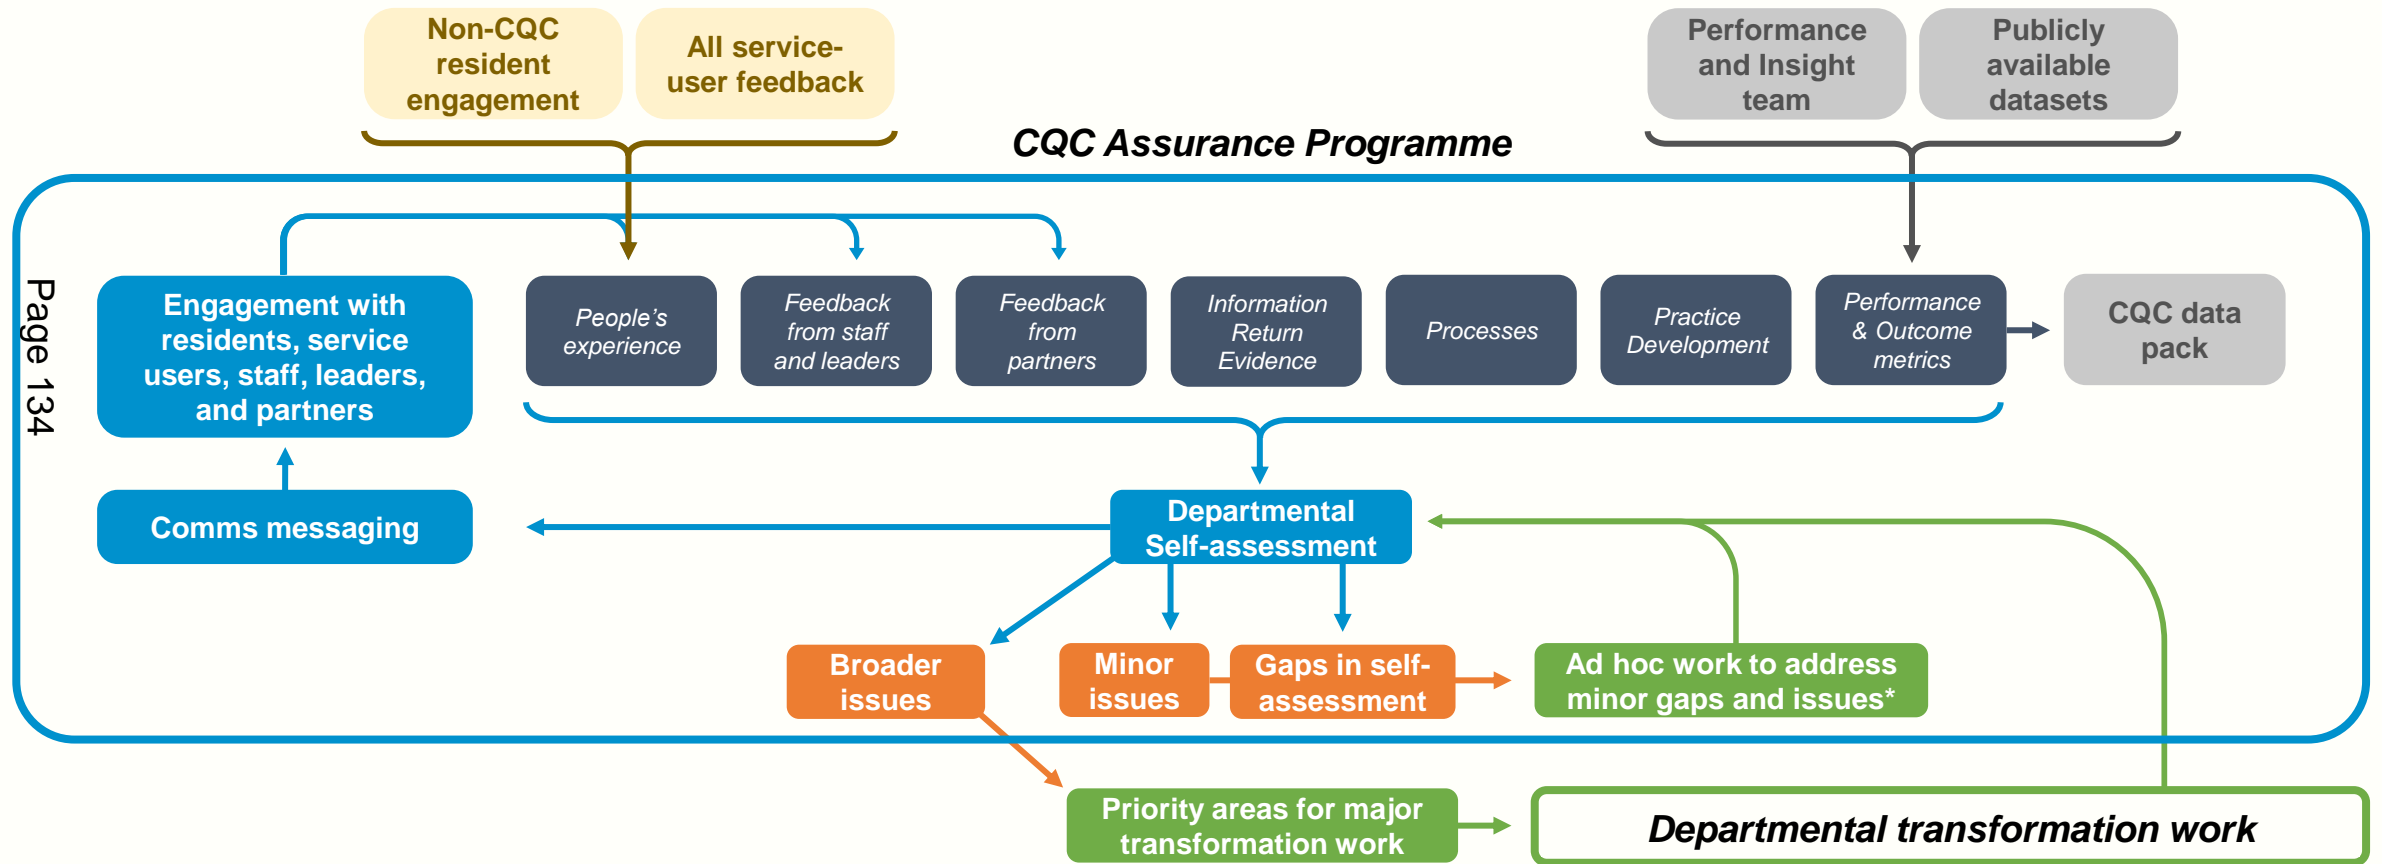 Non-CQC
resident
engagement
All service-
user feedback
Performance
and Insight
team
Publicly
available
datasets
CQC Assurance Programme
Page 134
Engagement with
residents, service
users, staff, leaders,
and partners
People's
experience
Feedback
from staff
and leaders
Feedback
from
partners
Information
Return
Evidence
Processes
Practice
Development
Performance
& Outcome
metrics
CQC data
pack
Comms messaging
Departmental
Self-assessment
Broader
issues
Minor
issues
Gaps in self-
assessment
Ad hoc work to address
minor gaps and issues*
Priority areas for major
transformation work
Departmental transformation work